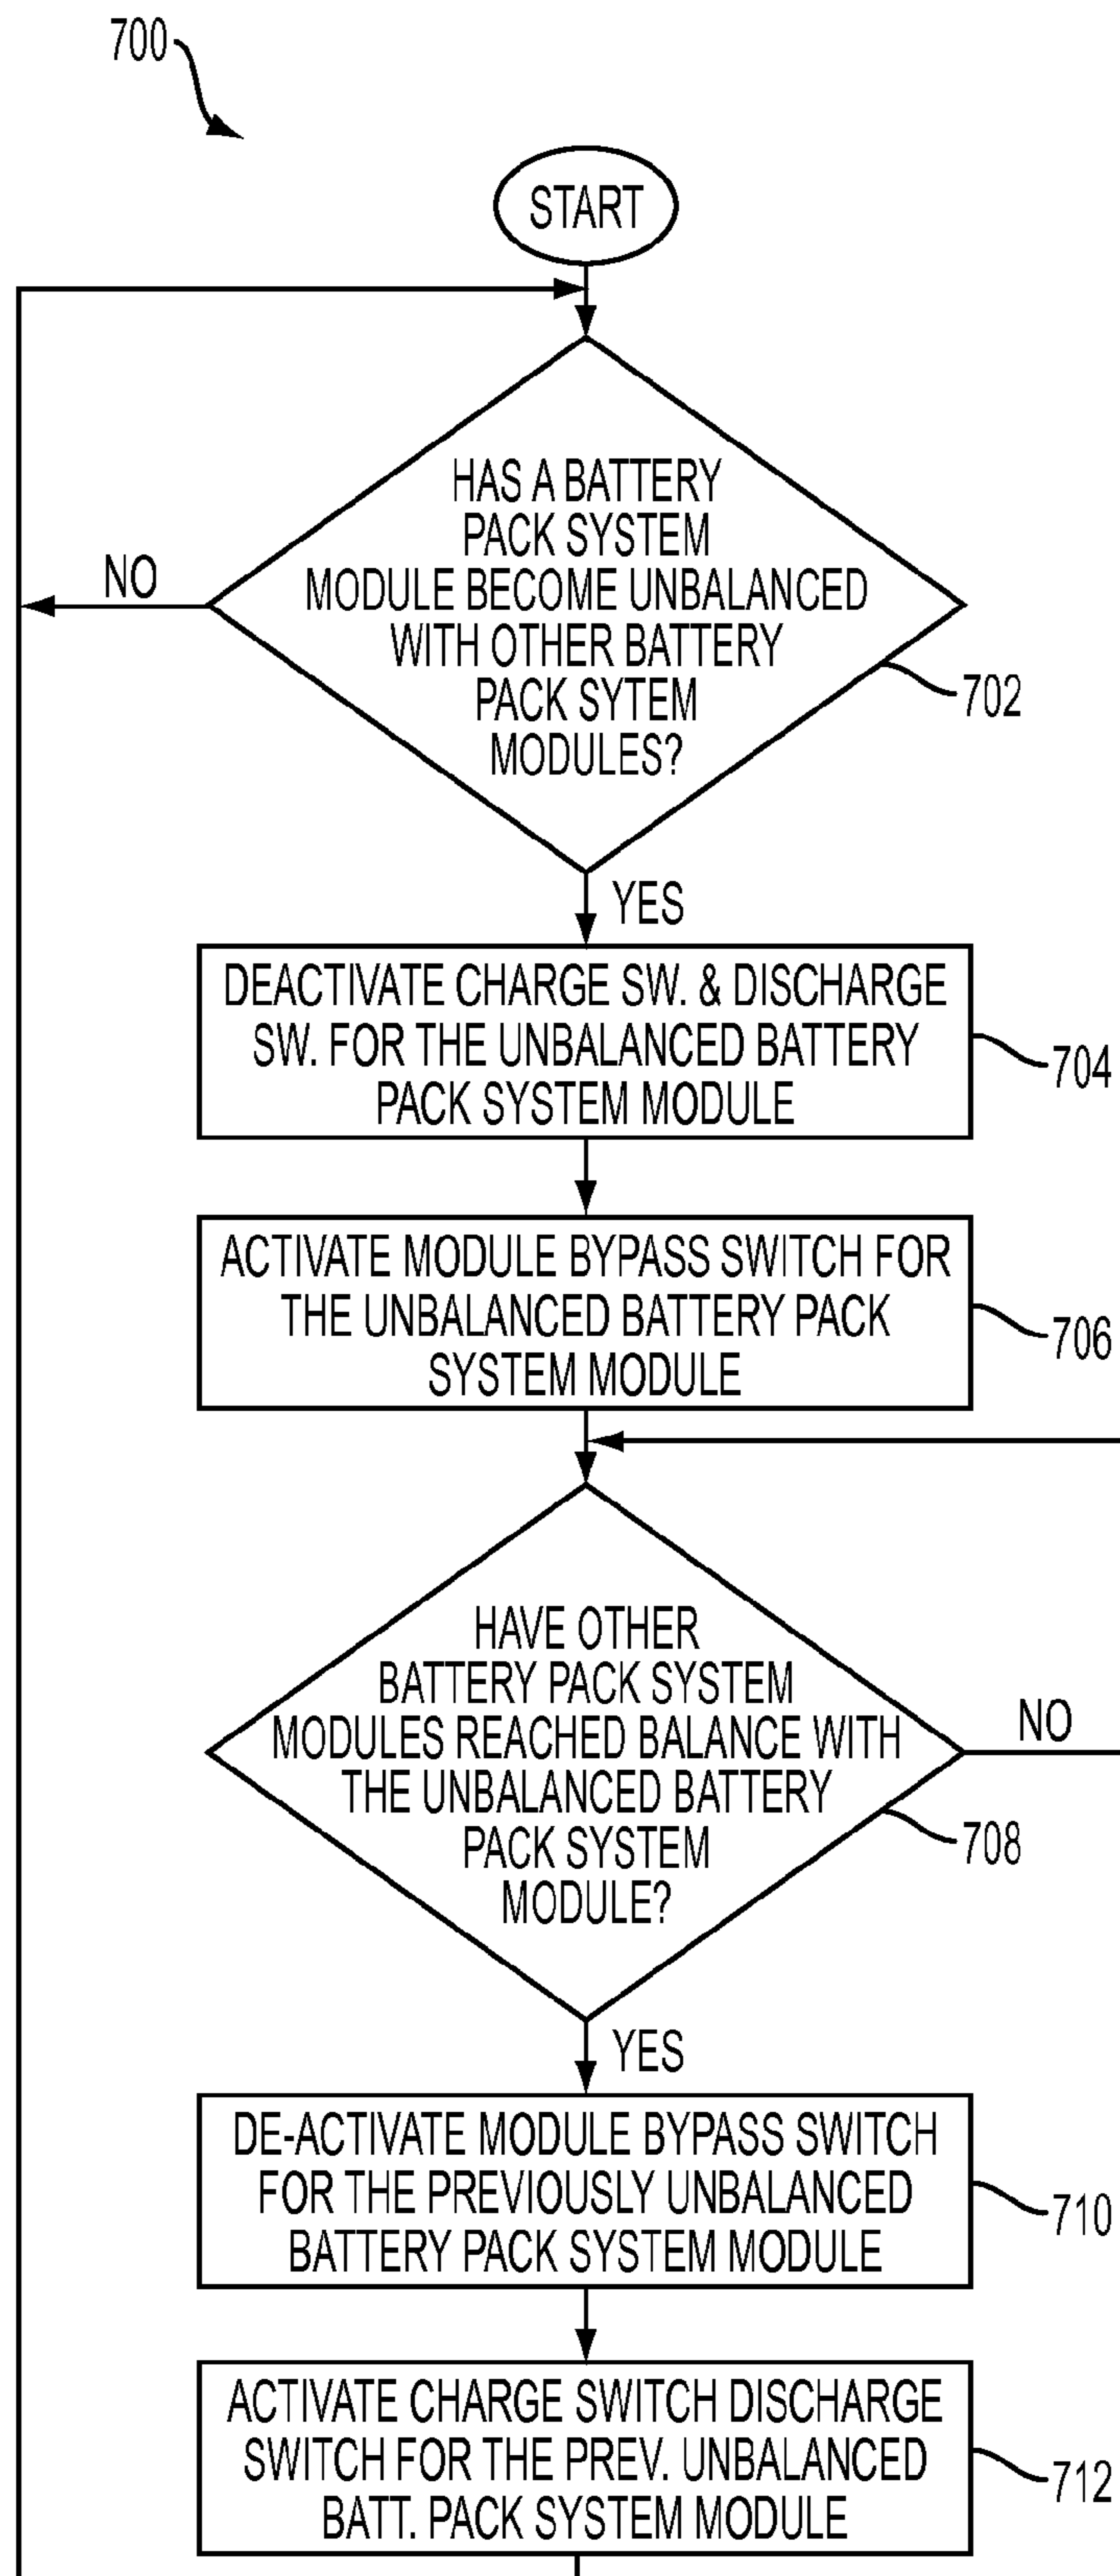 700
START
HAS A BATTERY
PACK SYSTEM
MODULE BECOME UNBALANCED
WITH OTHER BATTERY
PACK SYTEM
MODULES?
NO
702
YES
DEACTIVATE CHARGE SW. & DISCHARGE
SW. FOR THE UNBALANCED BATTERY
PACK SYSTEM MODULE
704
ACTIVATE MODULE BYPASS SWITCH FOR
THE UNBALANCED BATTERY PACK
SYSTEM MODULE
706
HAVE OTHER
BATTERY PACK SYSTEM
MODULES REACHED BALANCE WITH
THE UNBALANCED BATTERY
PACK SYSTEM
MODULE?
NO
708
YES
DE-ACTIVATE MODULE BYPASS SWITCH
FOR THE PREVIOUSLY UNBALANCED
BATTERY PACK SYSTEM MODULE
710
ACTIVATE CHARGE SWITCH DISCHARGE
SWITCH FOR THE PREV. UNBALANCED
BATT. PACK SYSTEM MODULE
712